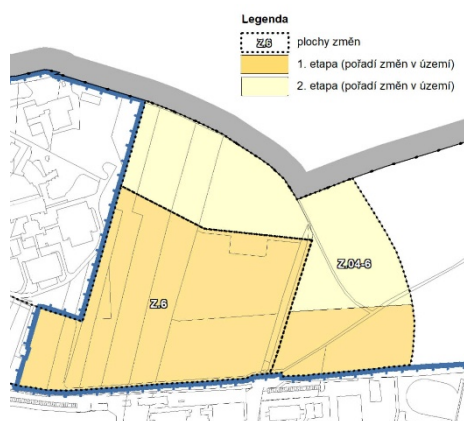 Legenda
Z.6 plochy změn
1. etapa (pořadí změn v území)
2. etapa (pořadí změn v území)
Z.04-6
Z.6